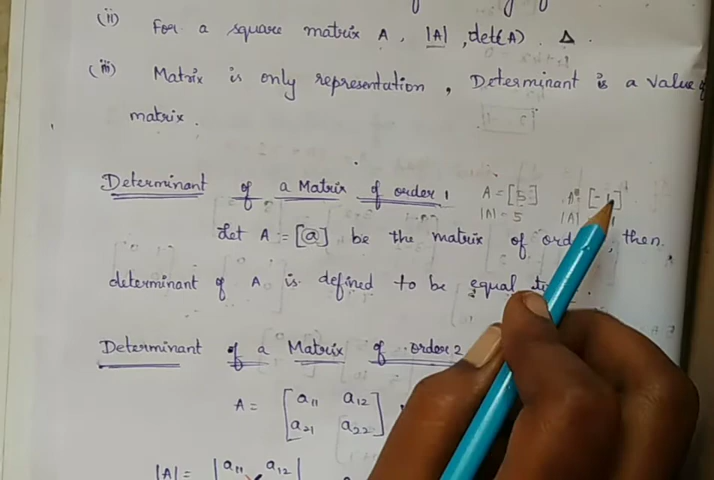 (ii) For a square matrix A, |A|, det(A). Δ.
(iii) Matrix is only representation, Determinant is a value of
matrix.
Determinant of a Matrix of order 1 A = [5] A = [-1]
|A| = 5 |A|
Let A = [a] be the matrix of order, then
determinant of A is defined to be equal to
Determinant of a Matrix of order 2
A = [a11 a12
a21 a22]
|A| = |a11 a12|